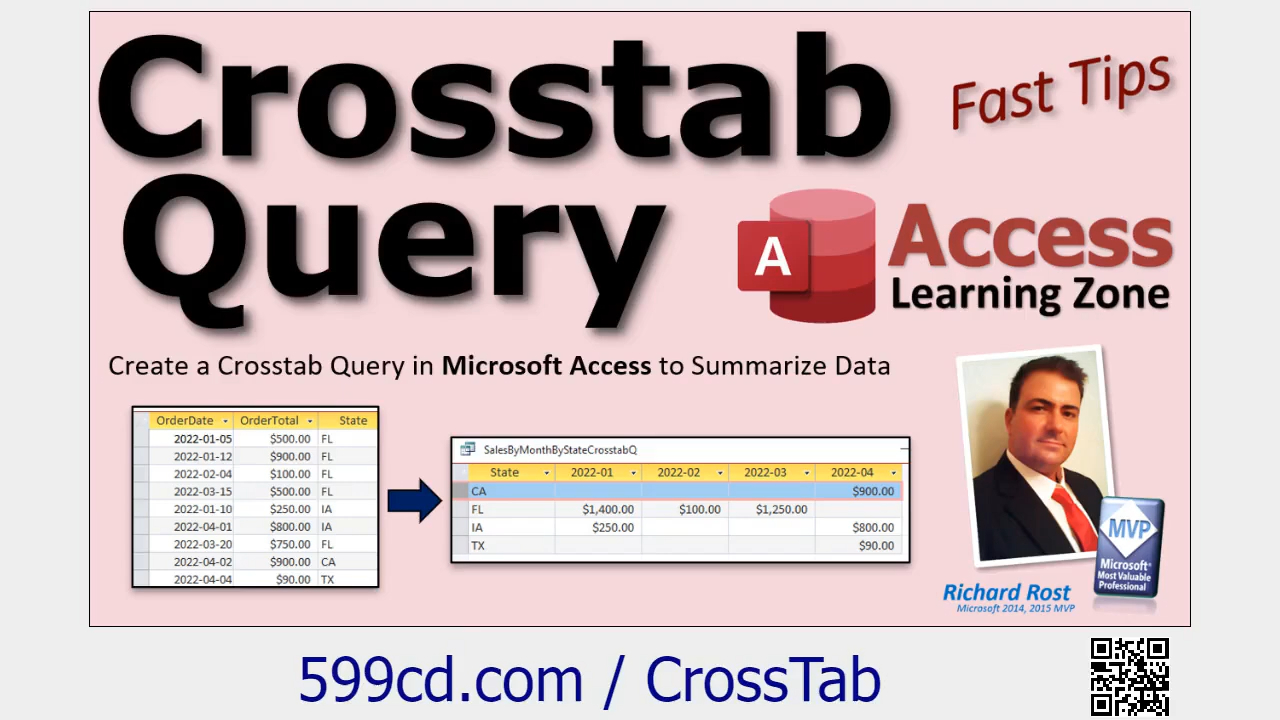 Crosstab
Query
Fast Tips
A
Access
Learning Zone
Create a Crosstab Query in Microsoft Access to Summarize Data
OrderDate OrderTotal State
2022-01-05 $500.00 FL
2022-01-12 $900.00 FL
2022-02-04 $100.00 FL
2022-03-15 $500.00 FL
2022-01-10 $250.00 IA
2022-04-01 $800.00 IA
2022-03-20 $750.00 FL
2022-04-02 $900.00 CA
2022-04-04 $90.00 TX
SalesByMonthByStateCrosstabQ
State 2022-01 2022-02 2022-03 2022-04
CA $900.00
FL $1,400.00 $100.00 $1,250.00
IA $250.00 $800.00
TX $90.00
MVP
Microsoft®
Most Valuable
Professional
Richard Rost
Microsoft 2014, 2015 MVP
599cd.com / CrossTab